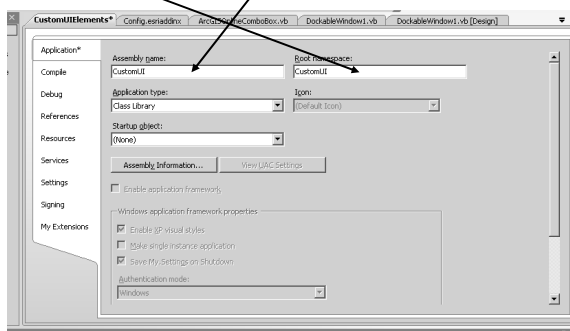 CustomUIElements* Config.esriaddinx ArcGISOnlineComboBox.vb DockableWindow1.vb DockableWindow1.vb [Design]
Application*
Compile
Debug
References
Resources
Services
Settings
Signing
My Extensions
Assembly name: Root namespace:
CustomUI CustomUI
Application type: Icon:
Class Library (Default Icon)
Startup object:
(None)
Assembly Information... View UAC Settings
Enable application framework
Windows application framework properties
Enable XP visual styles
Make single instance application
Save My.Settings on Shutdown
Authentication mode:
Windows